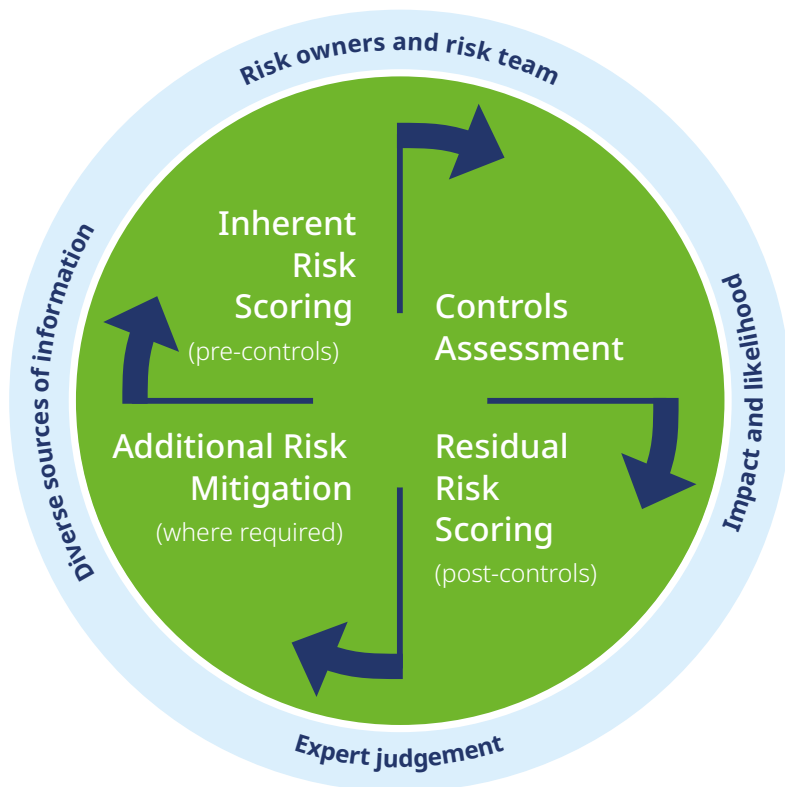 Risk owners and risk team
Inherent
Risk
Scoring
(pre-controls)
Controls
Assessment
Diverse sources of information
Impact and likelihood
Additional Risk
Mitigation
(where required)
Residual
Risk
Scoring
(post-controls)
Expert judgement